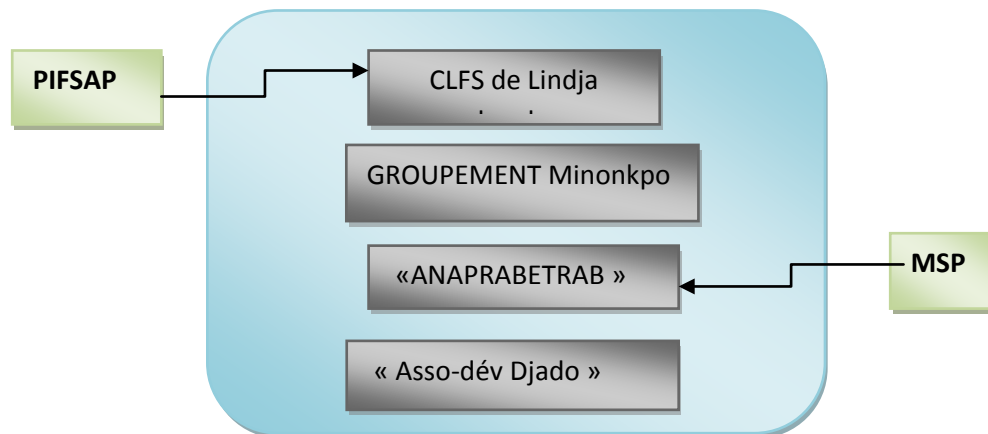 PIFSAP
CLFS de Lindja
. .
GROUPEMENT Minonkpo
«ANAPRABETRAB »
MSP
« Asso-dév Djado »